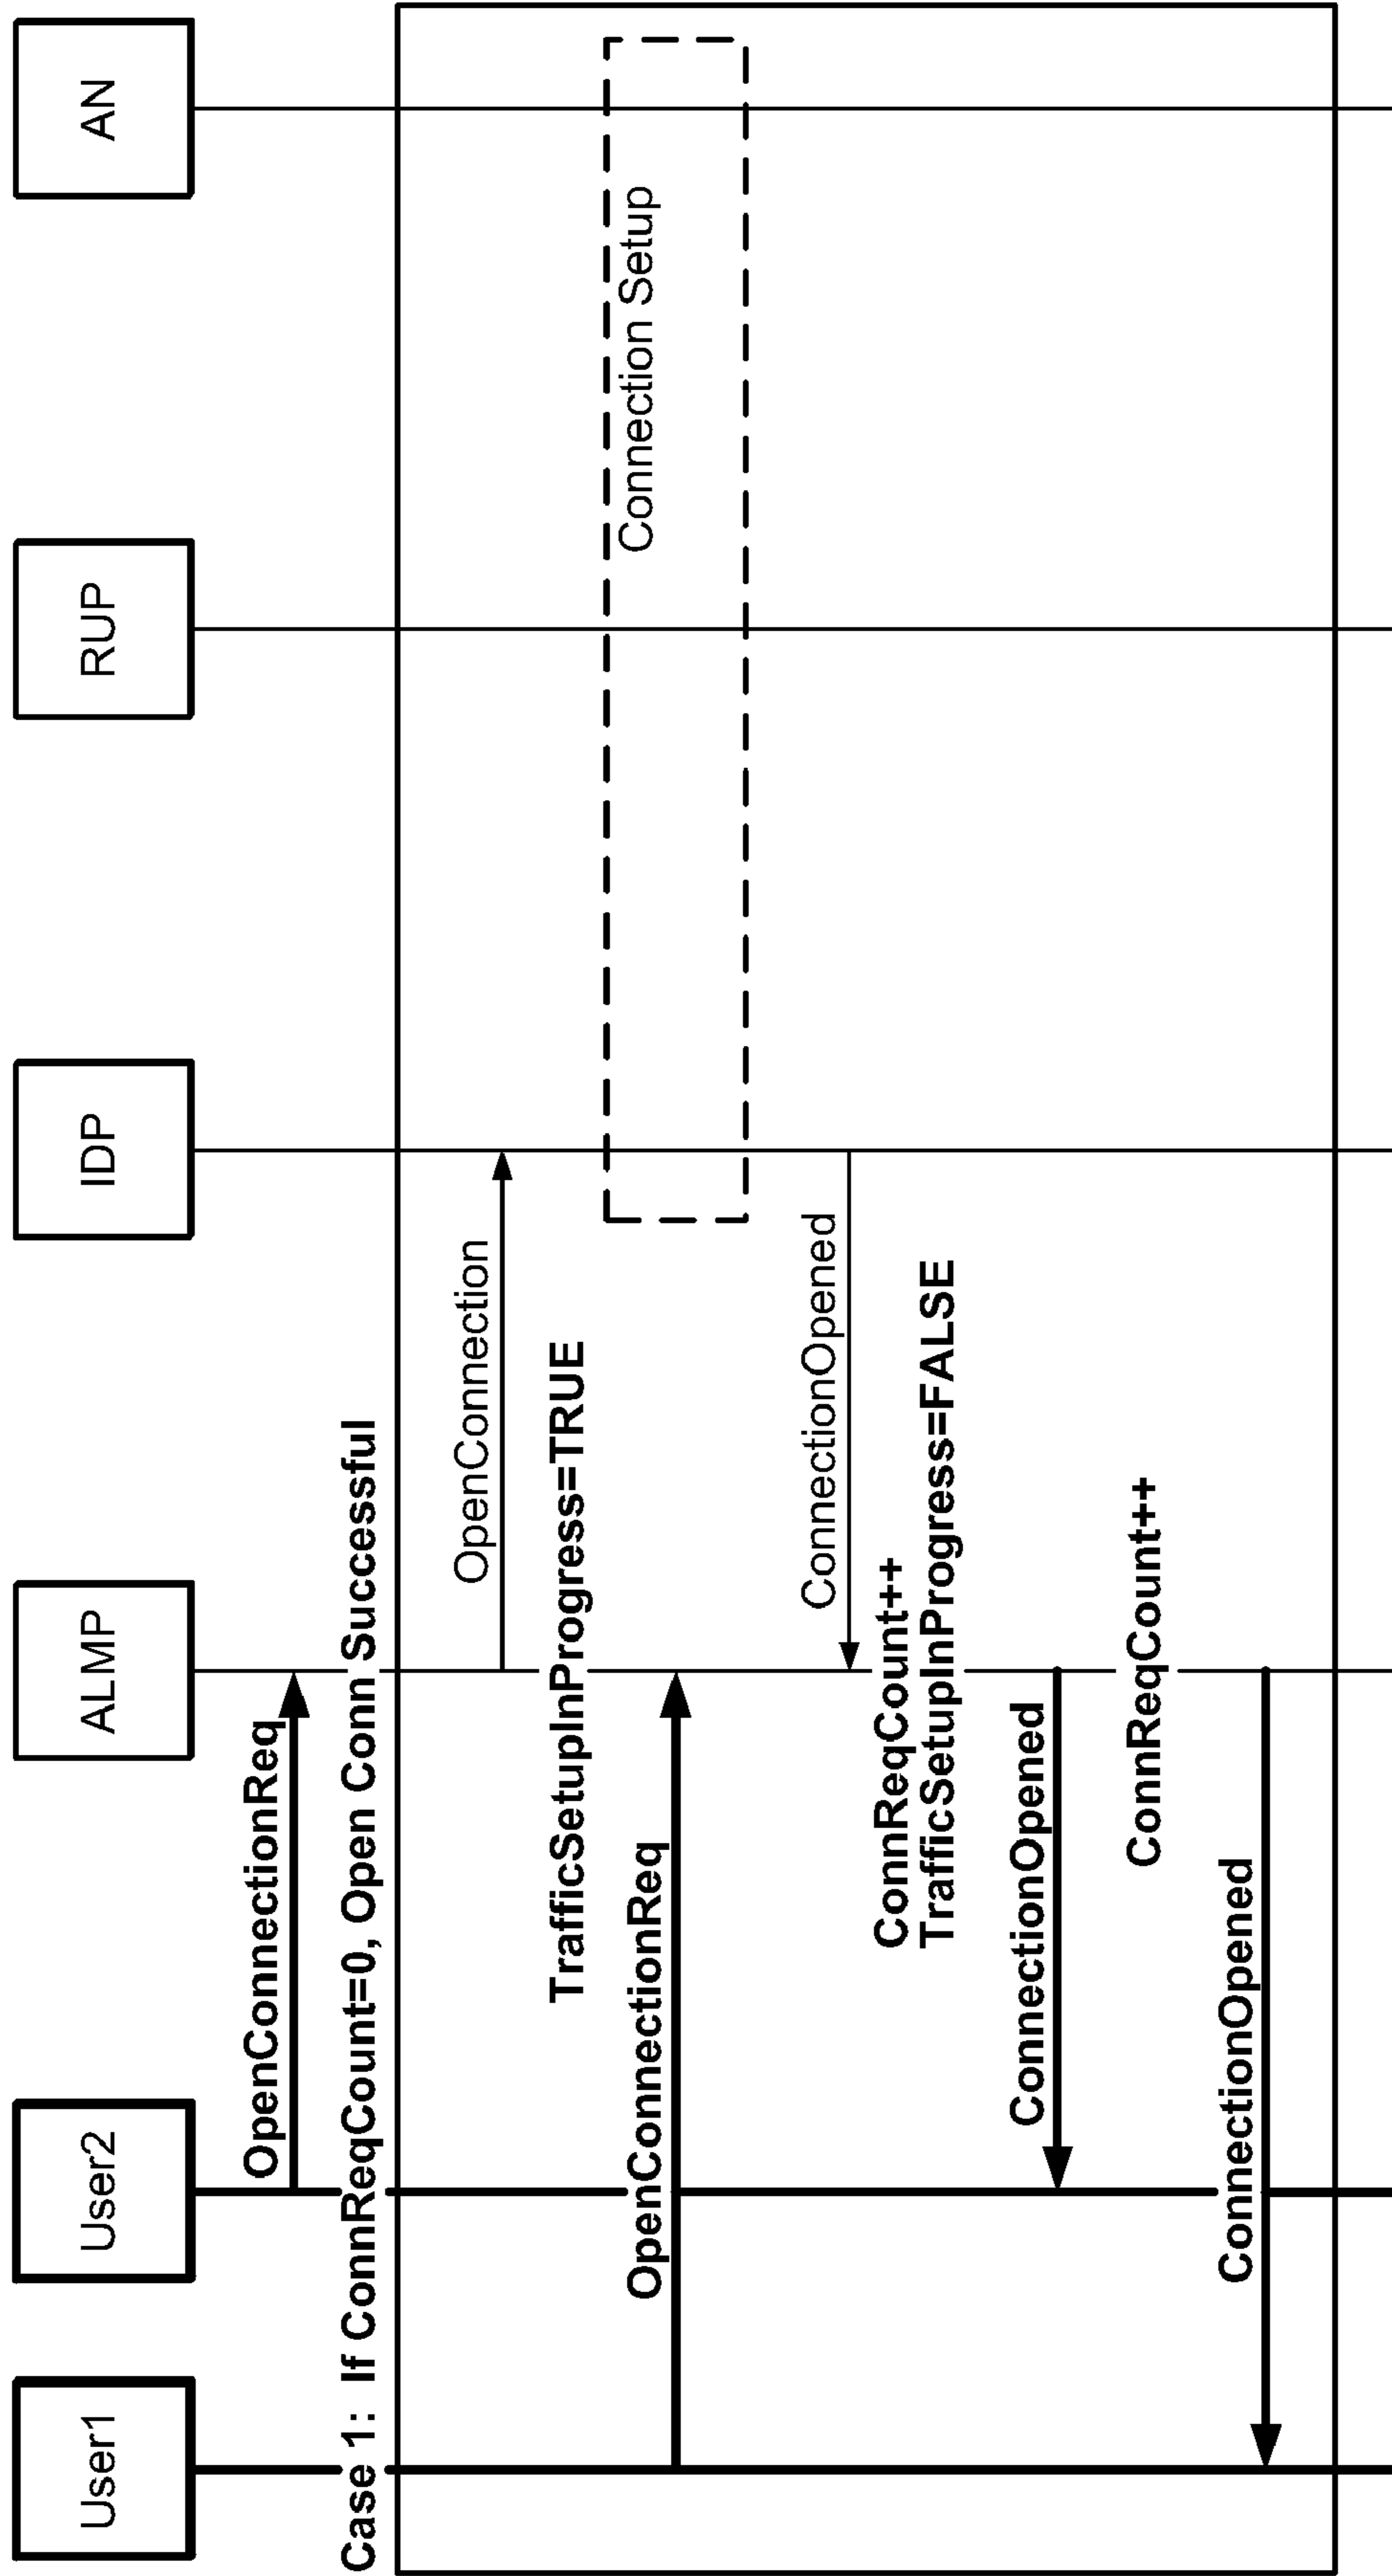 User1
User2
ALMP
IDP
RUP
AN
OpenConnectionReq
Case 1: If ConnReqCount=0, Open Conn Successful
OpenConnection
TrafficSetupInProgress=TRUE
Connection Setup
OpenConnectionReq
ConnectionOpened
ConnReqCount++
TrafficSetupInProgress=FALSE
ConnectionOpened
ConnReqCount++
ConnectionOpened